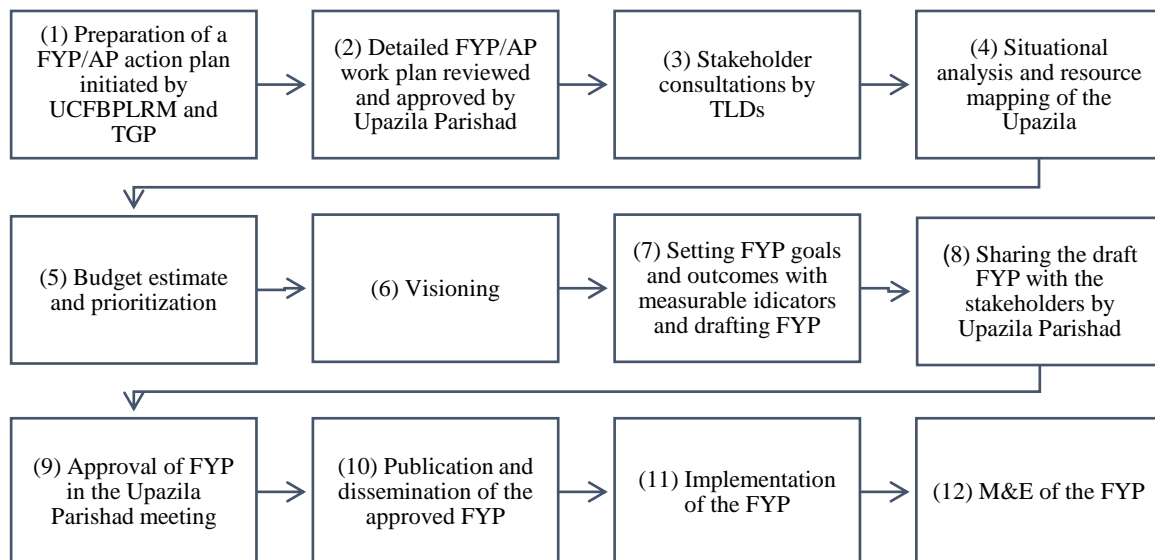 (1) Preparation of a
FYP/AP action plan
initiated by
UCFBPLRM and
TGP
(2) Detailed FYP/AP
work plan reviewed
and approved by
Upazila Parishad
(3) Stakeholder
consultations by
TLDs
(4) Situational
analysis and resource
mapping of the
Upazila
(5) Budget estimate
and prioritization
(6) Visioning
(7) Setting FYP goals
and outcomes with
measurable idicators
and drafting FYP
(8) Sharing the draft
FYP with the
stakeholders by
Upazila Parishad
(9) Approval of FYP
in the Upazila
Parishad meeting
(10) Publication and
dissemination of the
approved FYP
(11) Implementation
of the FYP
(12) M&E of the FYP